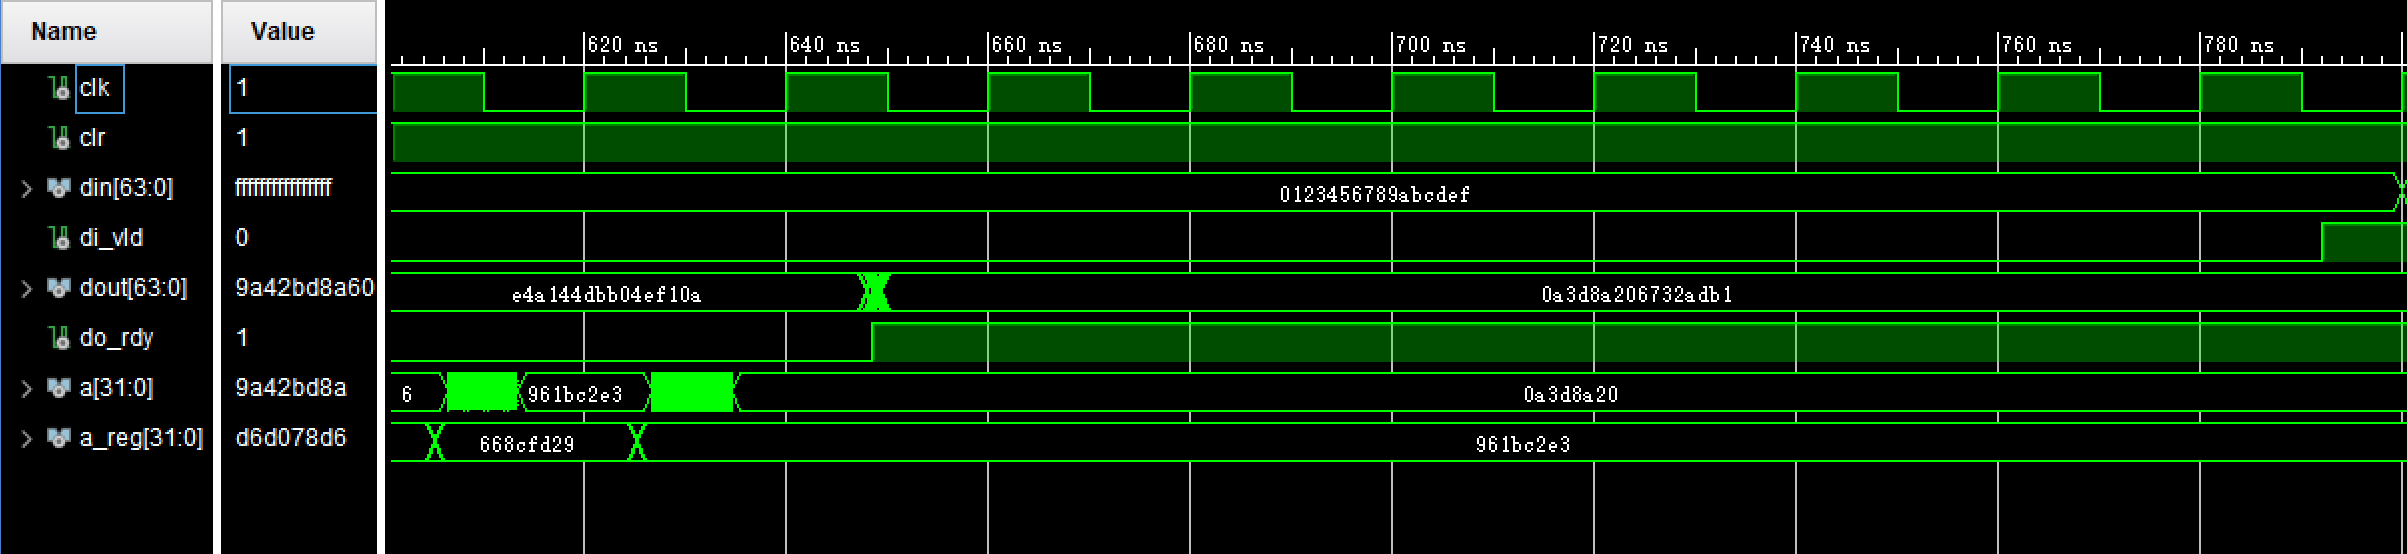 Name Value
620 ns 640 ns 660 ns 680 ns 700 ns 720 ns 740 ns 760 ns 780 ns
clk 1
clr 1
din[63:0] ffffffffffffffff 0123456789abcdef
di_vld 0
dout[63:0] 9a42bd8a60 e4a144dbb04ef10a 0a3d8a206732adb1
do_rdy 1
a[31:0] 9a42bd8a 6 961bc2e3 0a3d8a20
a_reg[31:0] d6d078d6 668cfd29 961bc2e3